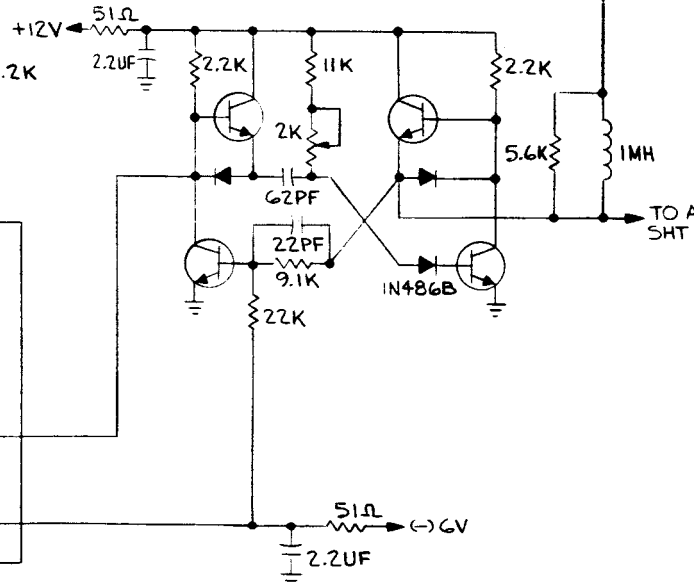 51Ω
+12V
2.2UF
.2K
2.2K
11K
2.2K
2K
5.6K
1MH
62PF
TO A
SHT
22PF
9.1K
1N486B
22K
51Ω
(-)6V
2.2UF